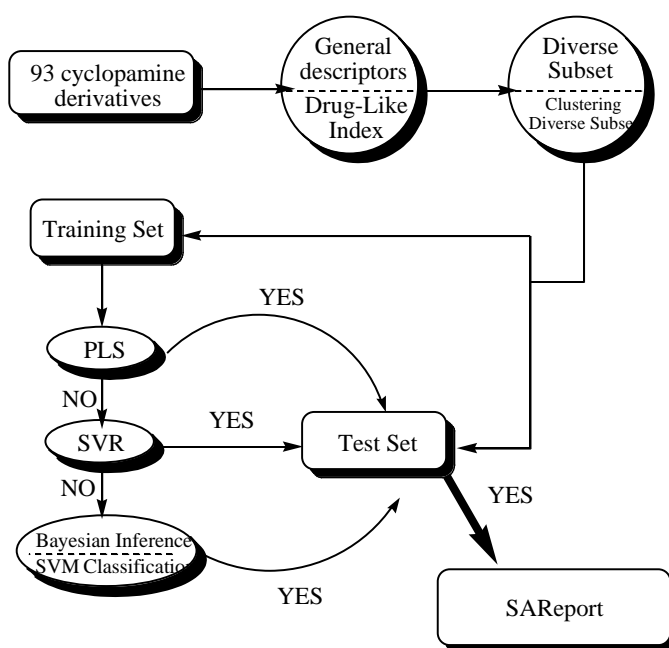 93 cyclopamine
derivatives
General
descriptors
Drug-Like
Index
Diverse
Subset
Clustering
Diverse Subse
Training Set
YES
PLS
NO
YES
SVR
Test Set
NO
YES
Bayesian Inference
SVM Classification
YES
SAReport